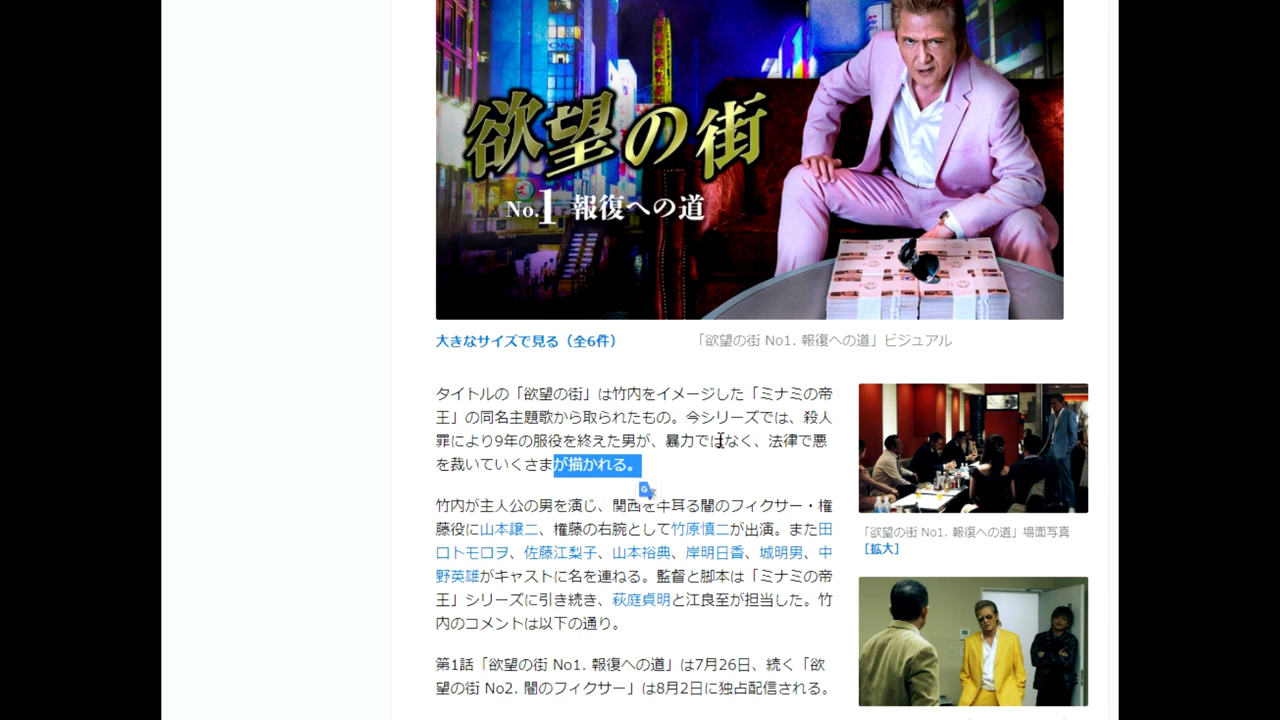 欲望の街
No.1 報復への道
大きなサイズで見る（全6件）
「欲望の街 No1. 報復への道」ビジュアル
タイトルの「欲望の街」は竹内をイメージした「ミナミの帝
王」の同名主題歌から取られたもの。今シリーズでは、殺人
罪により9年の服役を終えた男が、暴力ではなく、法律で悪
を裁いていくさまが描かれる。
竹内が主人公の男を演じ、関西を牛耳る闇のフィクサー・権
藤役に山本譲二、権藤の右腕として竹原慎二が出演。また田
口トモロヲ、佐藤江梨子、山本裕典、岸明日香、城明男、中
野英雄がキャストに名を連ねる。監督と脚本は「ミナミの帝
王」シリーズに引き続き、萩庭貞明と江良至が担当した。竹
内のコメントは以下の通り。
第1話「欲望の街 No1. 報復への道」は7月26日、続く「欲
望の街 No2. 闇のフィクサー」は8月2日に独占配信される。
「欲望の街 No1. 報復への道」場面写真
［拡大］